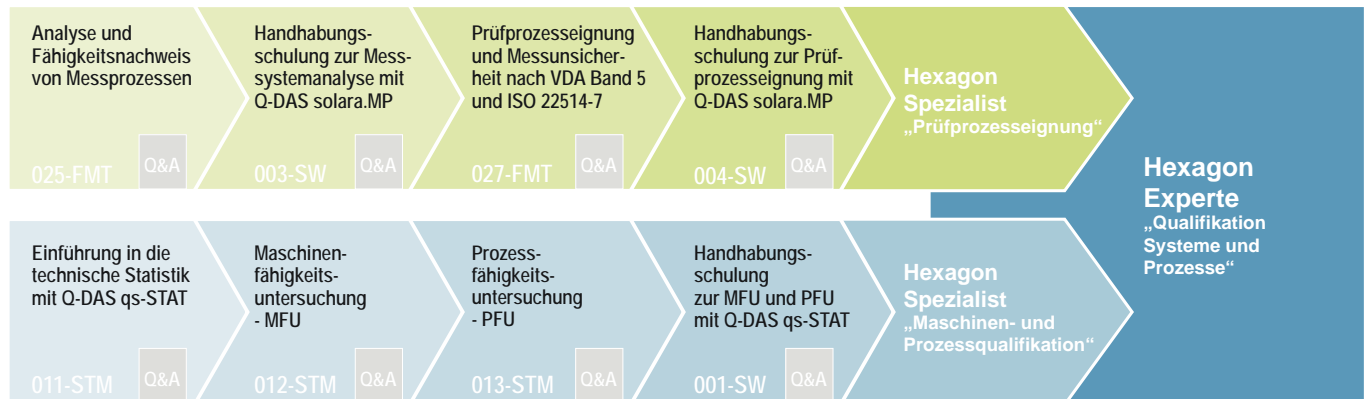 Analyse und
Fähigkeitsnachweis
von Messprozessen
025-FMT
Q&A
Handhabungs-
schulung zur Mess-
systemanalyse mit
Q-DAS solara.MP
003-SW
Q&A
Prüfprozesseignung
und Messunsicher-
heit nach VDA Band 5
und ISO 22514-7
027-FMT
Q&A
Handhabungs-
schulung zur Prüf-
prozesseignung mit
Q-DAS solara.MP
004-SW
Q&A
Hexagon
Spezialist
„Prüfprozesseignung“
Einführung in die
technische Statistik
mit Q-DAS qs-STAT
011-STM
Q&A
Maschinen-
fähigkeits-
untersuchung
- MFU
012-STM
Q&A
Prozess-
fähigkeits-
untersuchung
- PFU
013-STM
Q&A
Handhabungs-
schulung
zur MFU und PFU
mit Q-DAS qs-STAT
001-SW
Q&A
Hexagon
Spezialist
„Maschinen- und
Prozessqualifikation“
Hexagon
Experte
„Qualifikation
Systeme und
Prozesse“